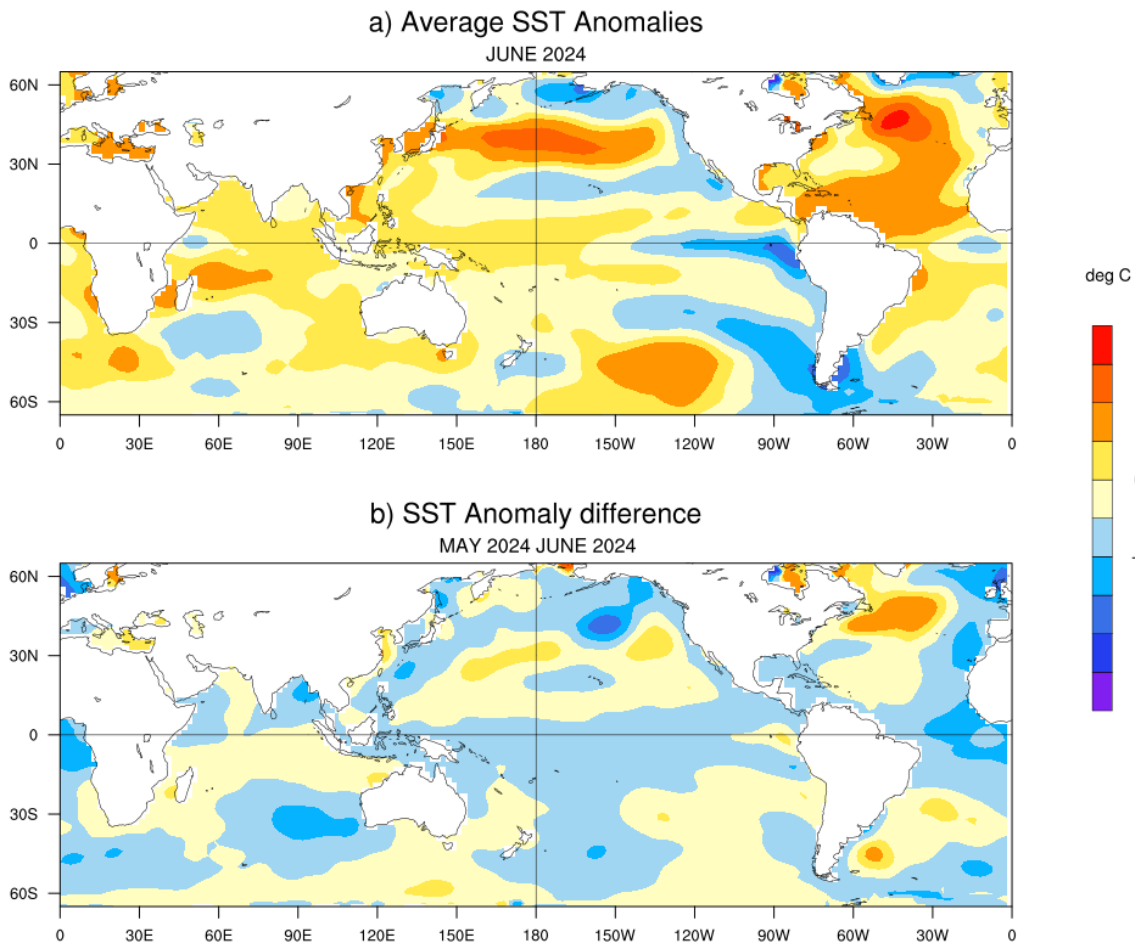 a) Average SST Anomalies
JUNE 2024
60N
30N
0
30S
60S
0 30E 60E 90E 120E 150E 180 150W 120W 90W 60W 30W 0
deg C
b) SST Anomaly difference
MAY 2024 JUNE 2024
60N
30N
0
30S
60S
0 30E 60E 90E 120E 150E 180 150W 120W 90W 60W 30W 0